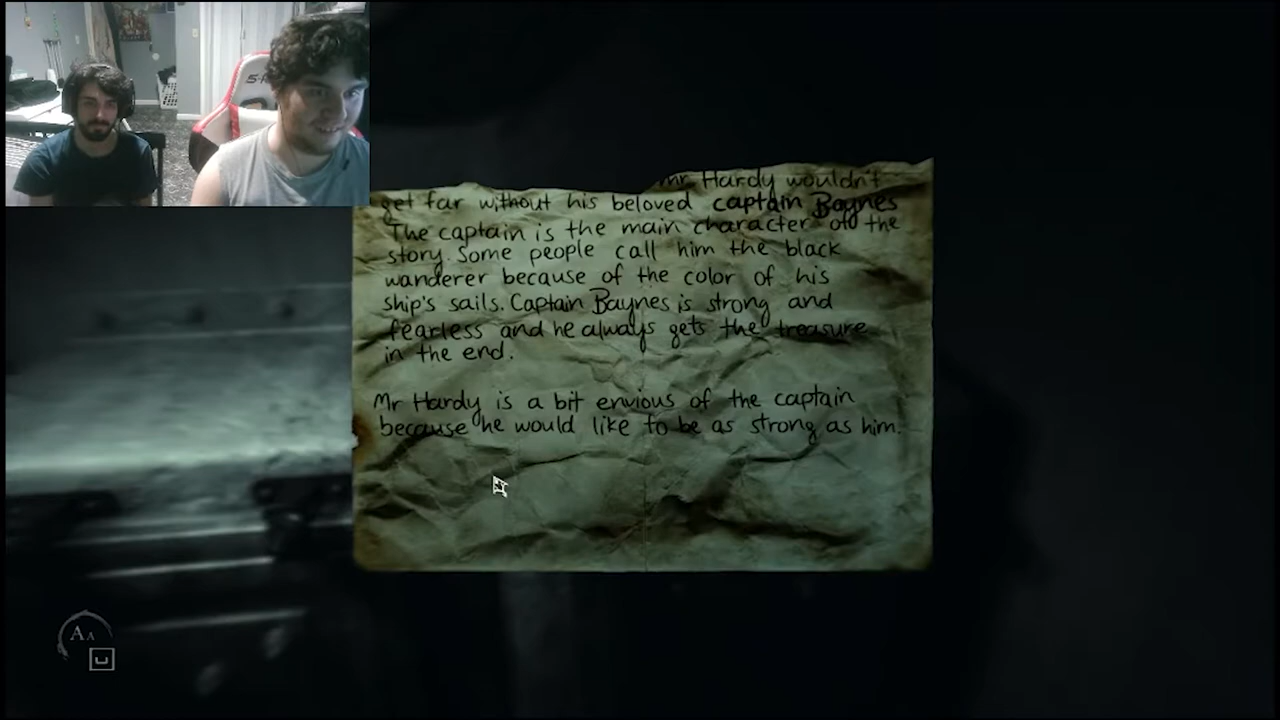 mr Hardy wouldn't
get far without his beloved captain Baynes
The captain is the main character of the
story. Some people call him the black
wanderer because of the color of his
ship's sails. Captain Baynes is strong and
fearless and he always gets the treasure
in the end.
Mr Hardy is a bit envious of the captain
because he would like to be as strong as him.
AA